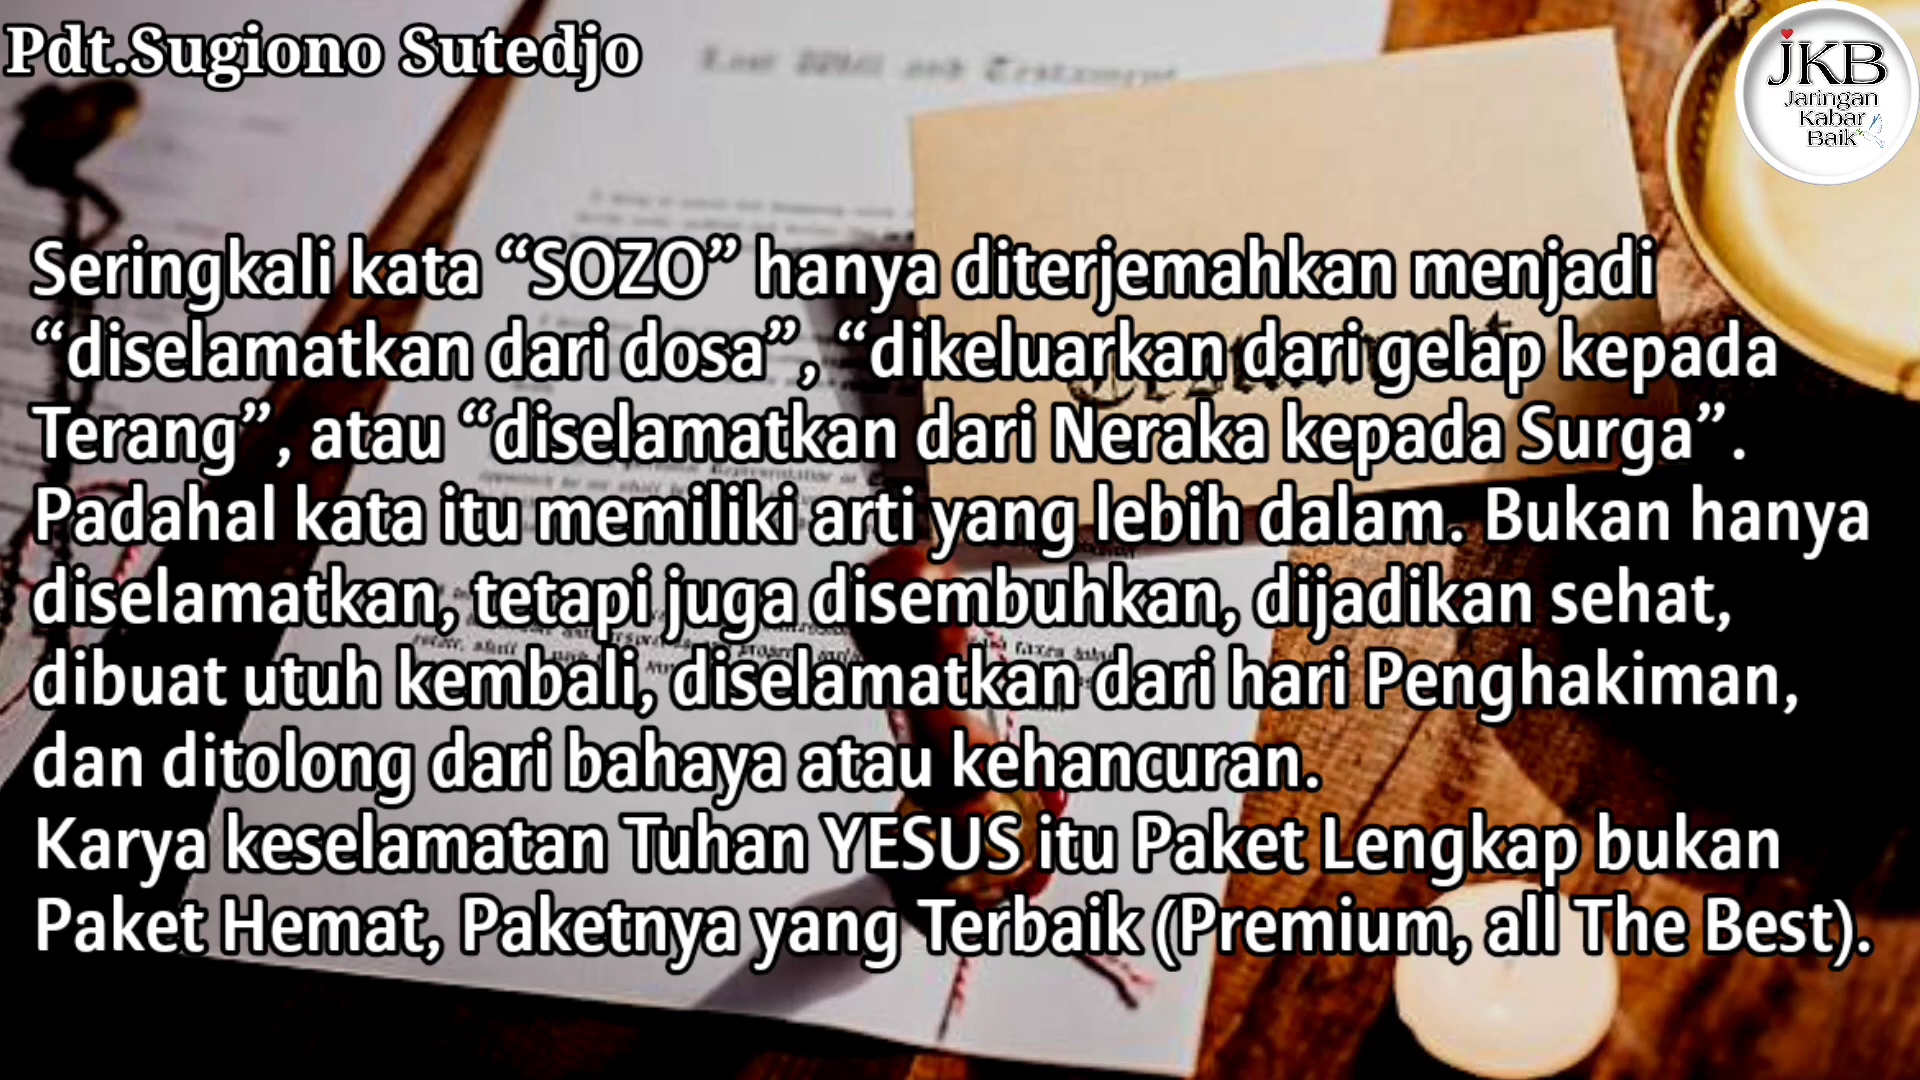 Pdt.Sugiono Sutedjo
JKB
Jaringan
Kabar
Baik
Seringkali kata “SOZO” hanya diterjemahkan menjadi
“diselamatkan dari dosa”, “dikeluarkan dari gelap kepada
Terang”, atau “diselamatkan dari Neraka kepada Surga”.
Padahal kata itu memiliki arti yang lebih dalam. Bukan hanya
diselamatkan, tetapi juga disembuhkan, dijadikan sehat,
dibuat utuh kembali, diselamatkan dari hari Penghakiman,
dan ditolong dari bahaya atau kehancuran.
Karya keselamatan Tuhan YESUS itu Paket Lengkap bukan
Paket Hemat, Paketnya yang Terbaik (Premium, all The Best).